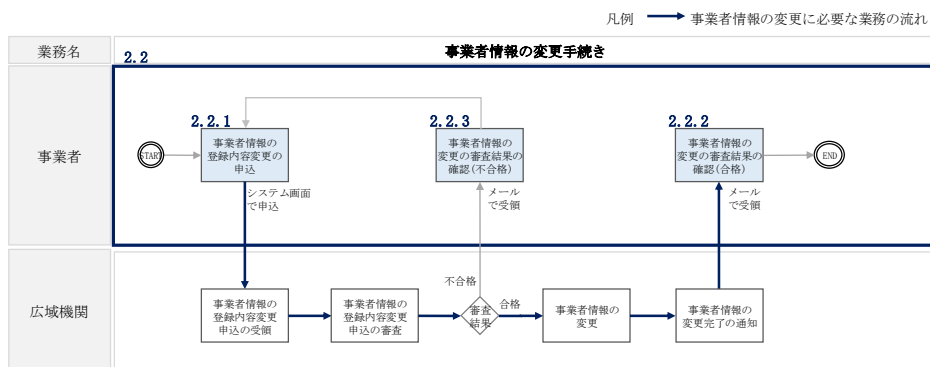 凡例
事業者情報の変更に必要な業務の流れ
業務名
2.2
事業者情報の変更手続き
事業者
START
2.2.1
事業者情報の
登録内容変更の
申込
2.2.3
事業者情報の
変更の審査結果の
確認(不合格)
2.2.2
事業者情報の
変更の審査結果の
確認(合格)
END
システム画面
で申込
メール
で受領
メール
で受領
広域機関
事業者情報の
登録内容変更
申込の受領
事業者情報の
登録内容変更
申込の審査
不合格
審査
結果
合格
事業者情報の
変更
事業者情報の
変更完了の通知